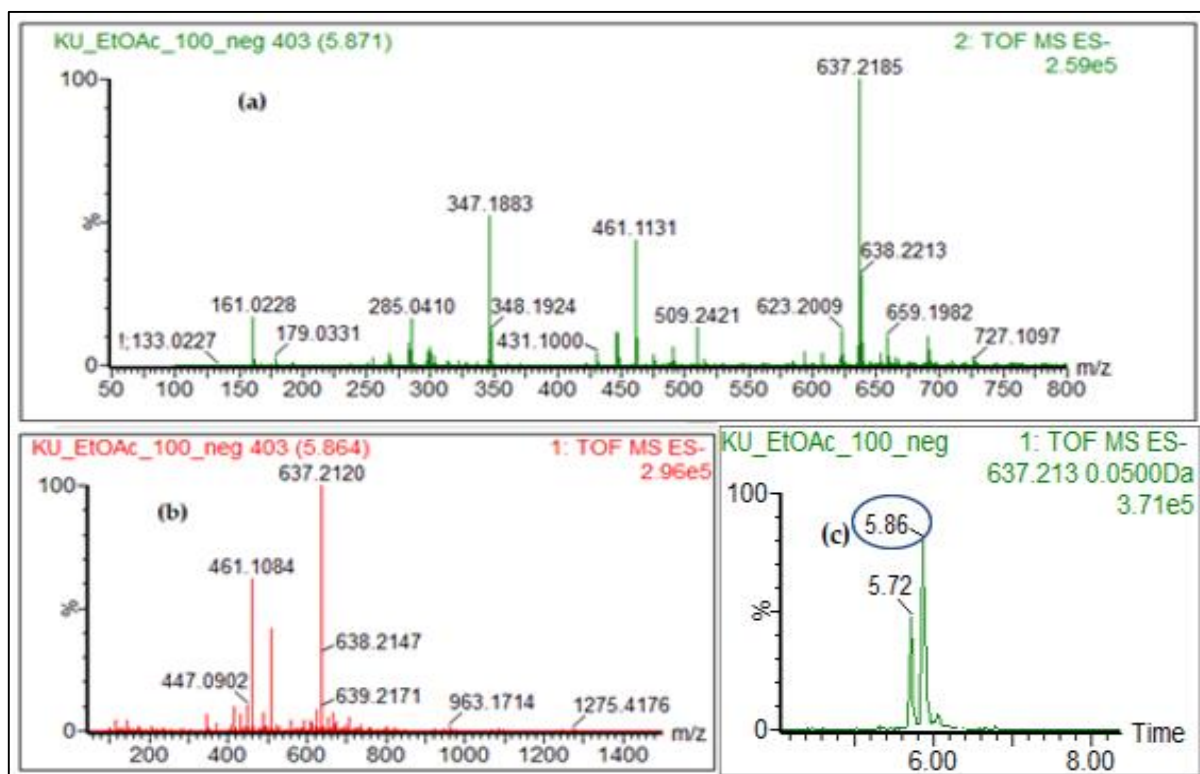 KU_EtOAc_100_neg 403 (5.871)
2: TOF MS ES-
2.59e5
(a)
100
%
0
637.2185
347.1883
461.1131
638.2213
161.0228
285.0410
348.1924
509.2421
623.2009
659.1982
!;133.0227
179.0331
431.1000
727.1097
50 100 150 200 250 300 350 400 450 500 550 600 650 700 750 800
m/z
KU_EtOAc_100_neg 403 (5.864)
1: TOF MS ES-
2.96e5
(b)
100
%
0
637.2120
461.1084
638.2147
447.0902
639.2171
963.1714
1275.4176
200 400 600 800 1000 1200 1400
m/z
KU_EtOAc_100_neg
1: TOF MS ES-
637.213 0.0500Da
3.71e5
100
%
0
(c)
5.86
5.72
6.00 8.00
Time